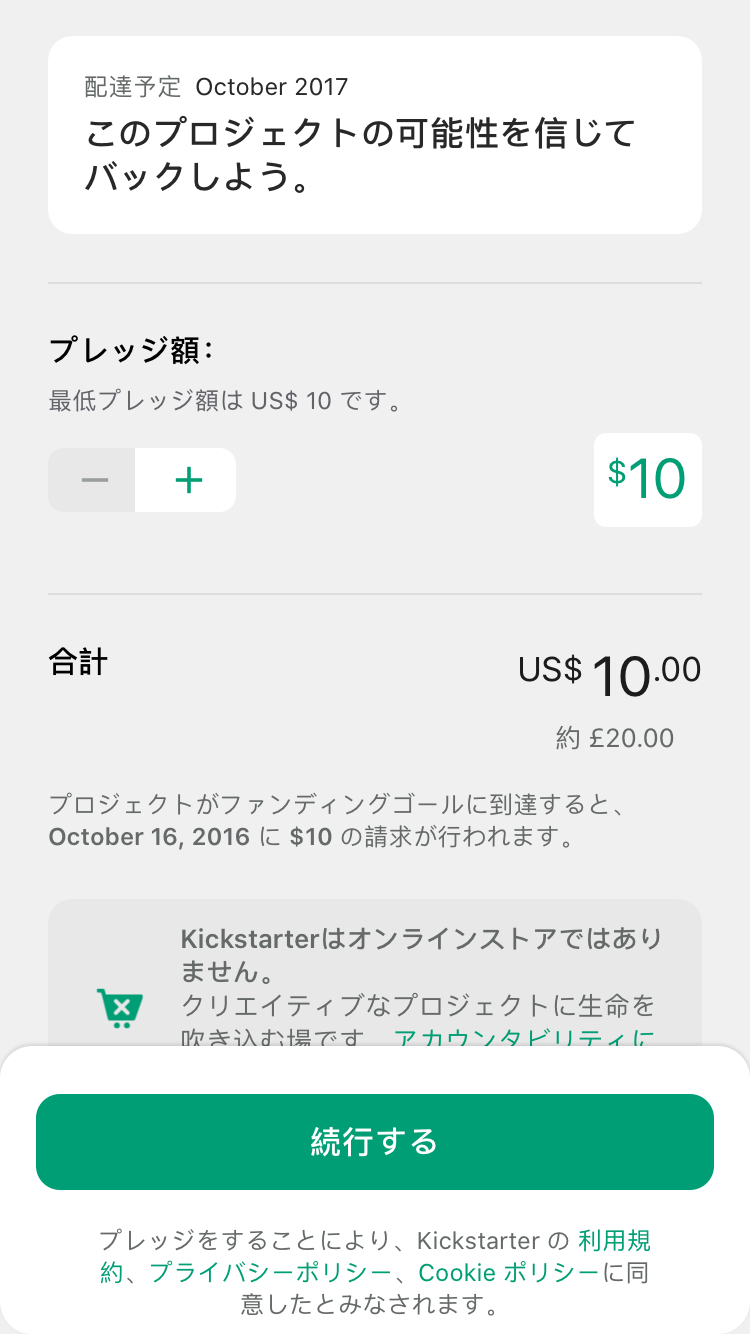 配達予定 October 2017
このプロジェクトの可能性を信じて
バックしよう。
プレッジ額:
最低プレッジ額は US$ 10 です。
− +
$10
合計
US$ 10.00
約 £20.00
プロジェクトがファンディングゴールに到達すると、
October 16, 2016 に $10 の請求が行われます。
Kickstarterはオンラインストアではあり
ません。
クリエイティブなプロジェクトに生命を
吹き込む場です。アカウンタビリティに
続行する
プレッジをすることにより、Kickstarter の 利用規
約、プライバシーポリシー、Cookie ポリシーに同
意したとみなされます。